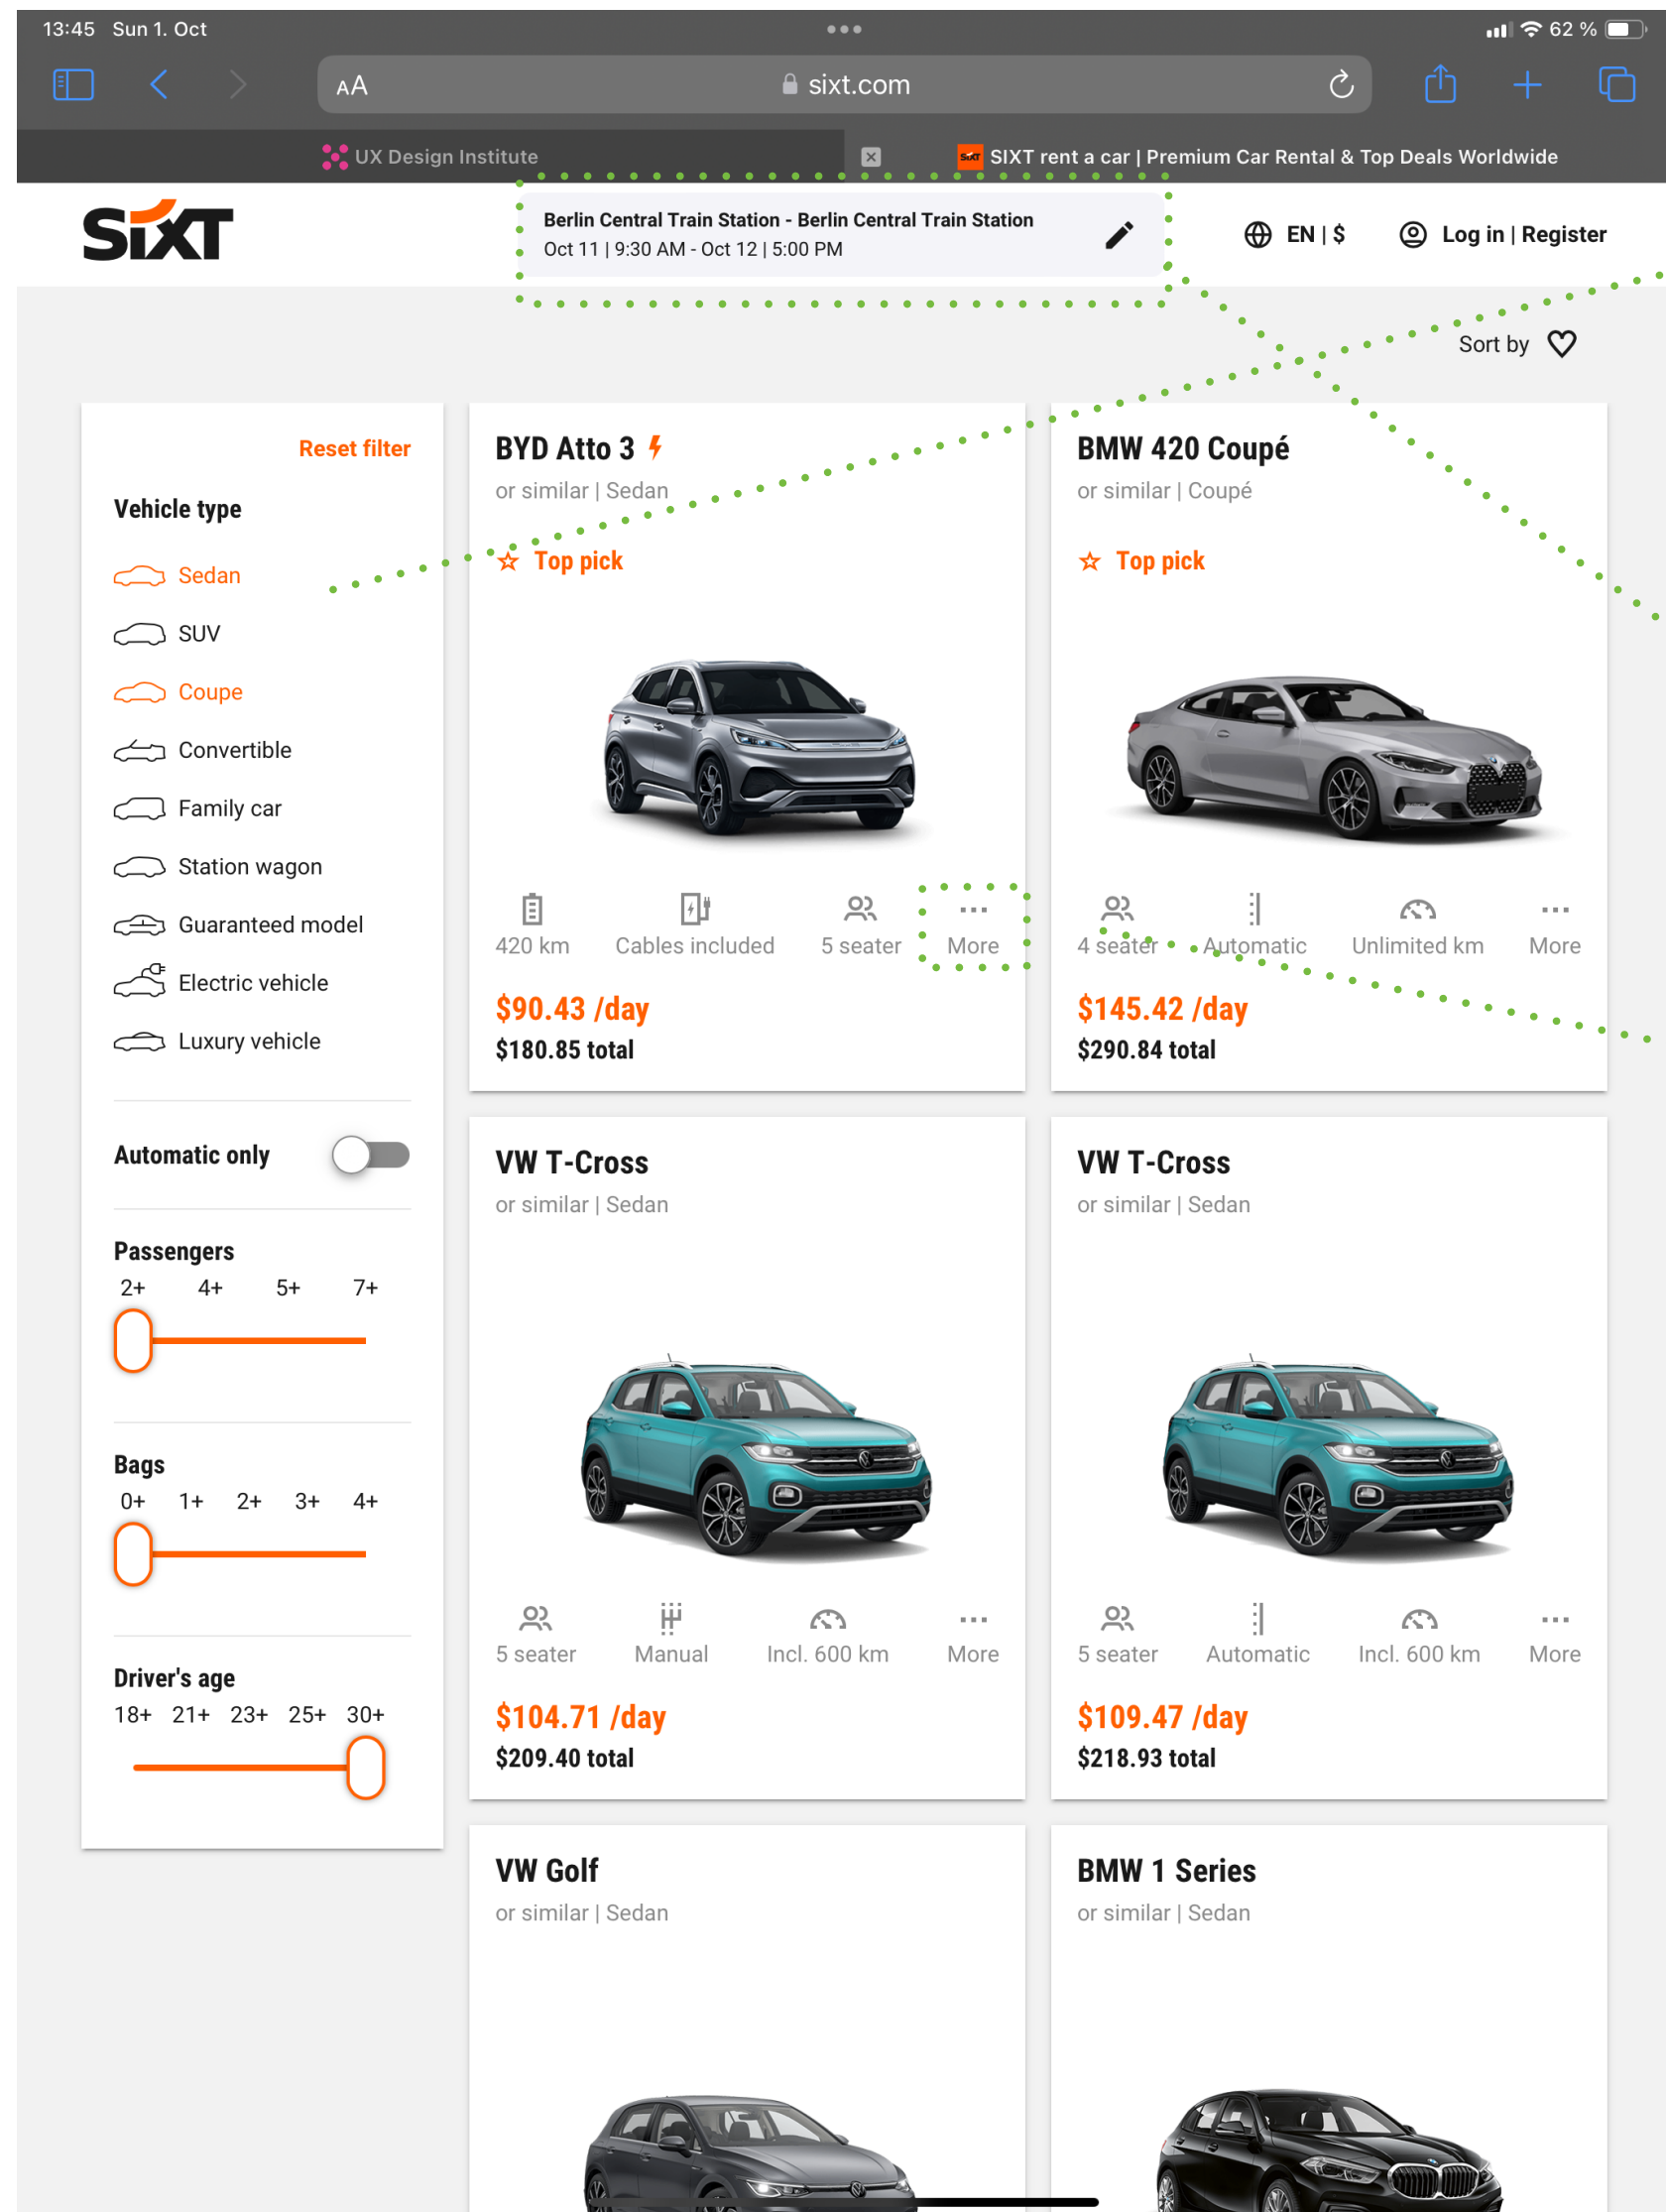 13:45 Sun 1. Oct
62 %
AA
sixt.com
UX Design Institute
SIXT SIXT rent a car | Premium Car Rental & Top Deals Worldwide
SIXT
Berlin Central Train Station - Berlin Central Train Station
Oct 11 | 9:30 AM - Oct 12 | 5:00 PM
EN | $
Log in | Register
Sort by
Reset filter
Vehicle type
Sedan
SUV
Coupe
Convertible
Family car
Station wagon
Guaranteed model
Electric vehicle
Luxury vehicle
Automatic only
Passengers
2+ 4+ 5+ 7+
Bags
0+ 1+ 2+ 3+ 4+
Driver's age
18+ 21+ 23+ 25+ 30+
BYD Atto 3
or similar | Sedan
Top pick
420 km Cables included 5 seater More
$90.43 /day
$180.85 total
BMW 420 Coupé
or similar | Coupé
Top pick
4 seater Automatic Unlimited km More
$145.42 /day
$290.84 total
VW T-Cross
or similar | Sedan
5 seater Manual Incl. 600 km More
$104.71 /day
$209.40 total
VW T-Cross
or similar | Sedan
5 seater Automatic Incl. 600 km More
$109.47 /day
$218.93 total
VW Golf
or similar | Sedan
BMW 1 Series
or similar | Sedan